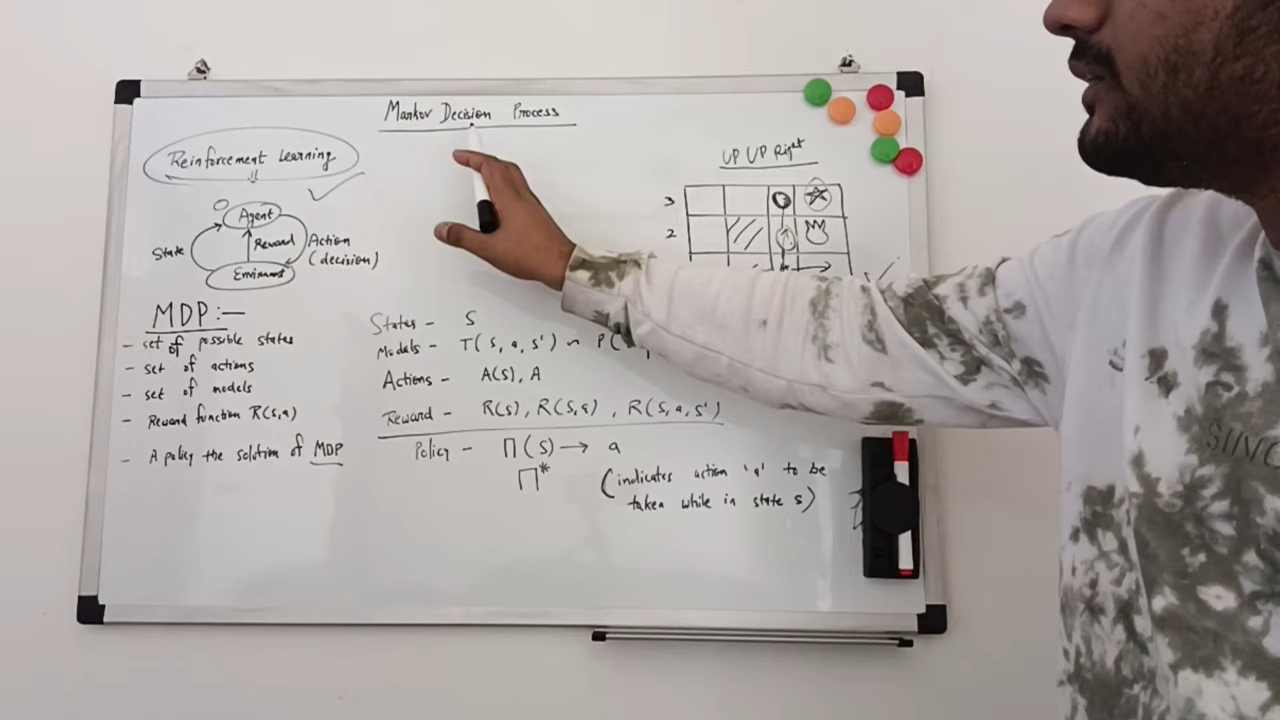 Markov Decision Process
Reinforcement Learning
Agent
State
Reward
Action
(decision)
Enviroment
UP UP Right
3
2
MDP :-
- set of possible states
- set of actions
- set of models
- Reward function R(s,a)
- A policy the solution of MDP
States - S
Models - T(s, a, s') ~ P(
Actions - A(s), A
Reward - R(s), R(s,a), R(s,a,s')
Policy - Π(s) → a
Π*
(indicates action 'a' to be
taken while in state s)
SINC